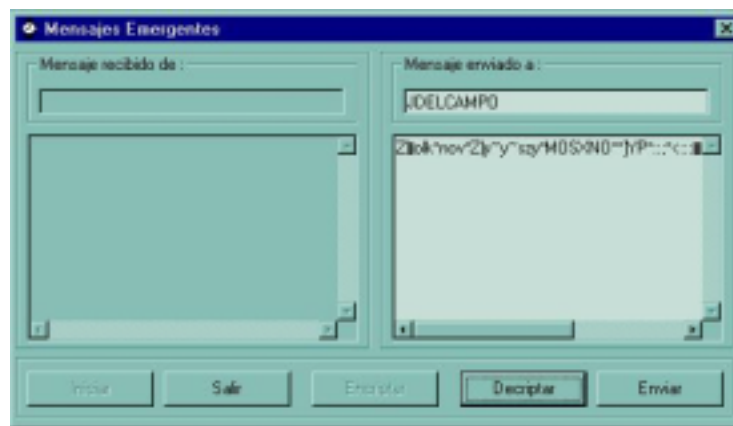 Mensajes Emergentes
Mensaje recibido de :
Mensaje enviado a :
JDELCAMPO
Iniciar
Salir
Encriptar
Decriptar
Enviar